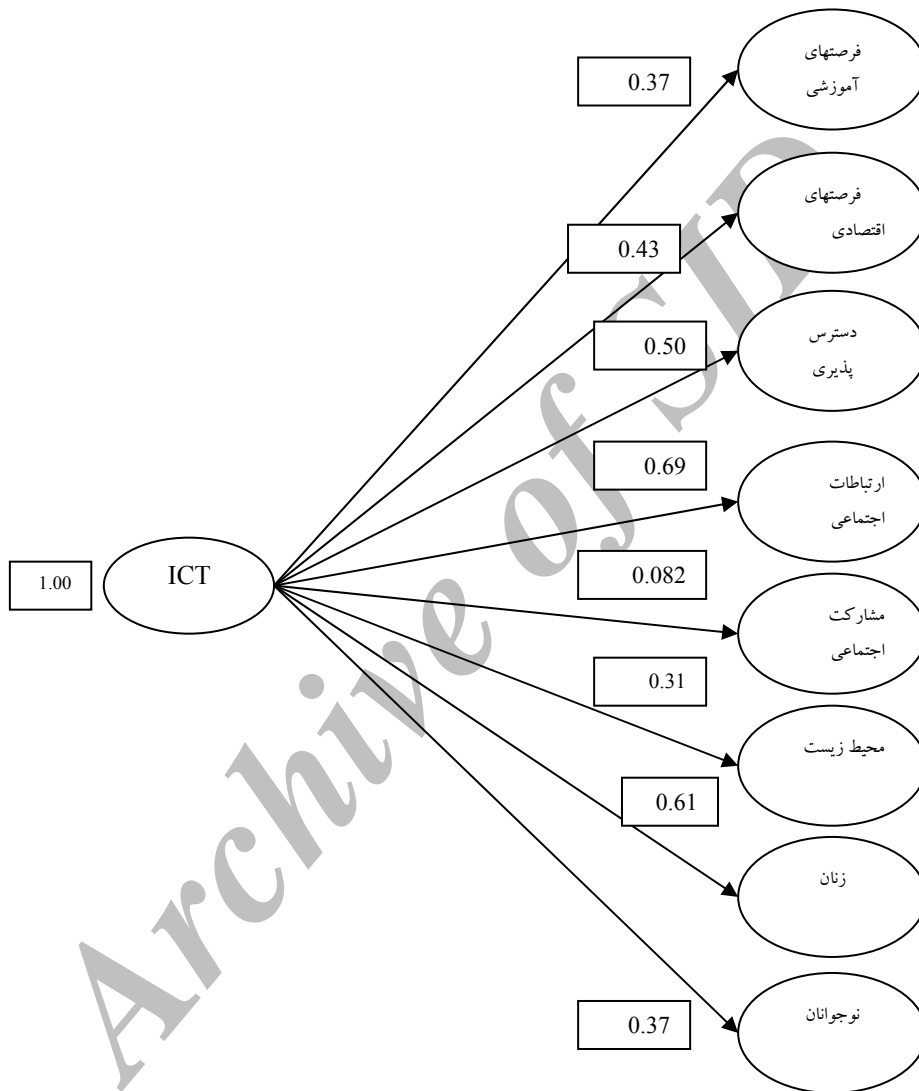 فرصتهای
آموزشی
0.37
فرصتهای
اقتصادی
0.43
دسترس
پذیری
0.50
ارتباطات
اجتماعی
0.69
ICT
1.00
0.082
مشارکت
اجتماعی
0.31
محیط زیست
0.61
زنان
نوجوانان
0.37
Archive of SID